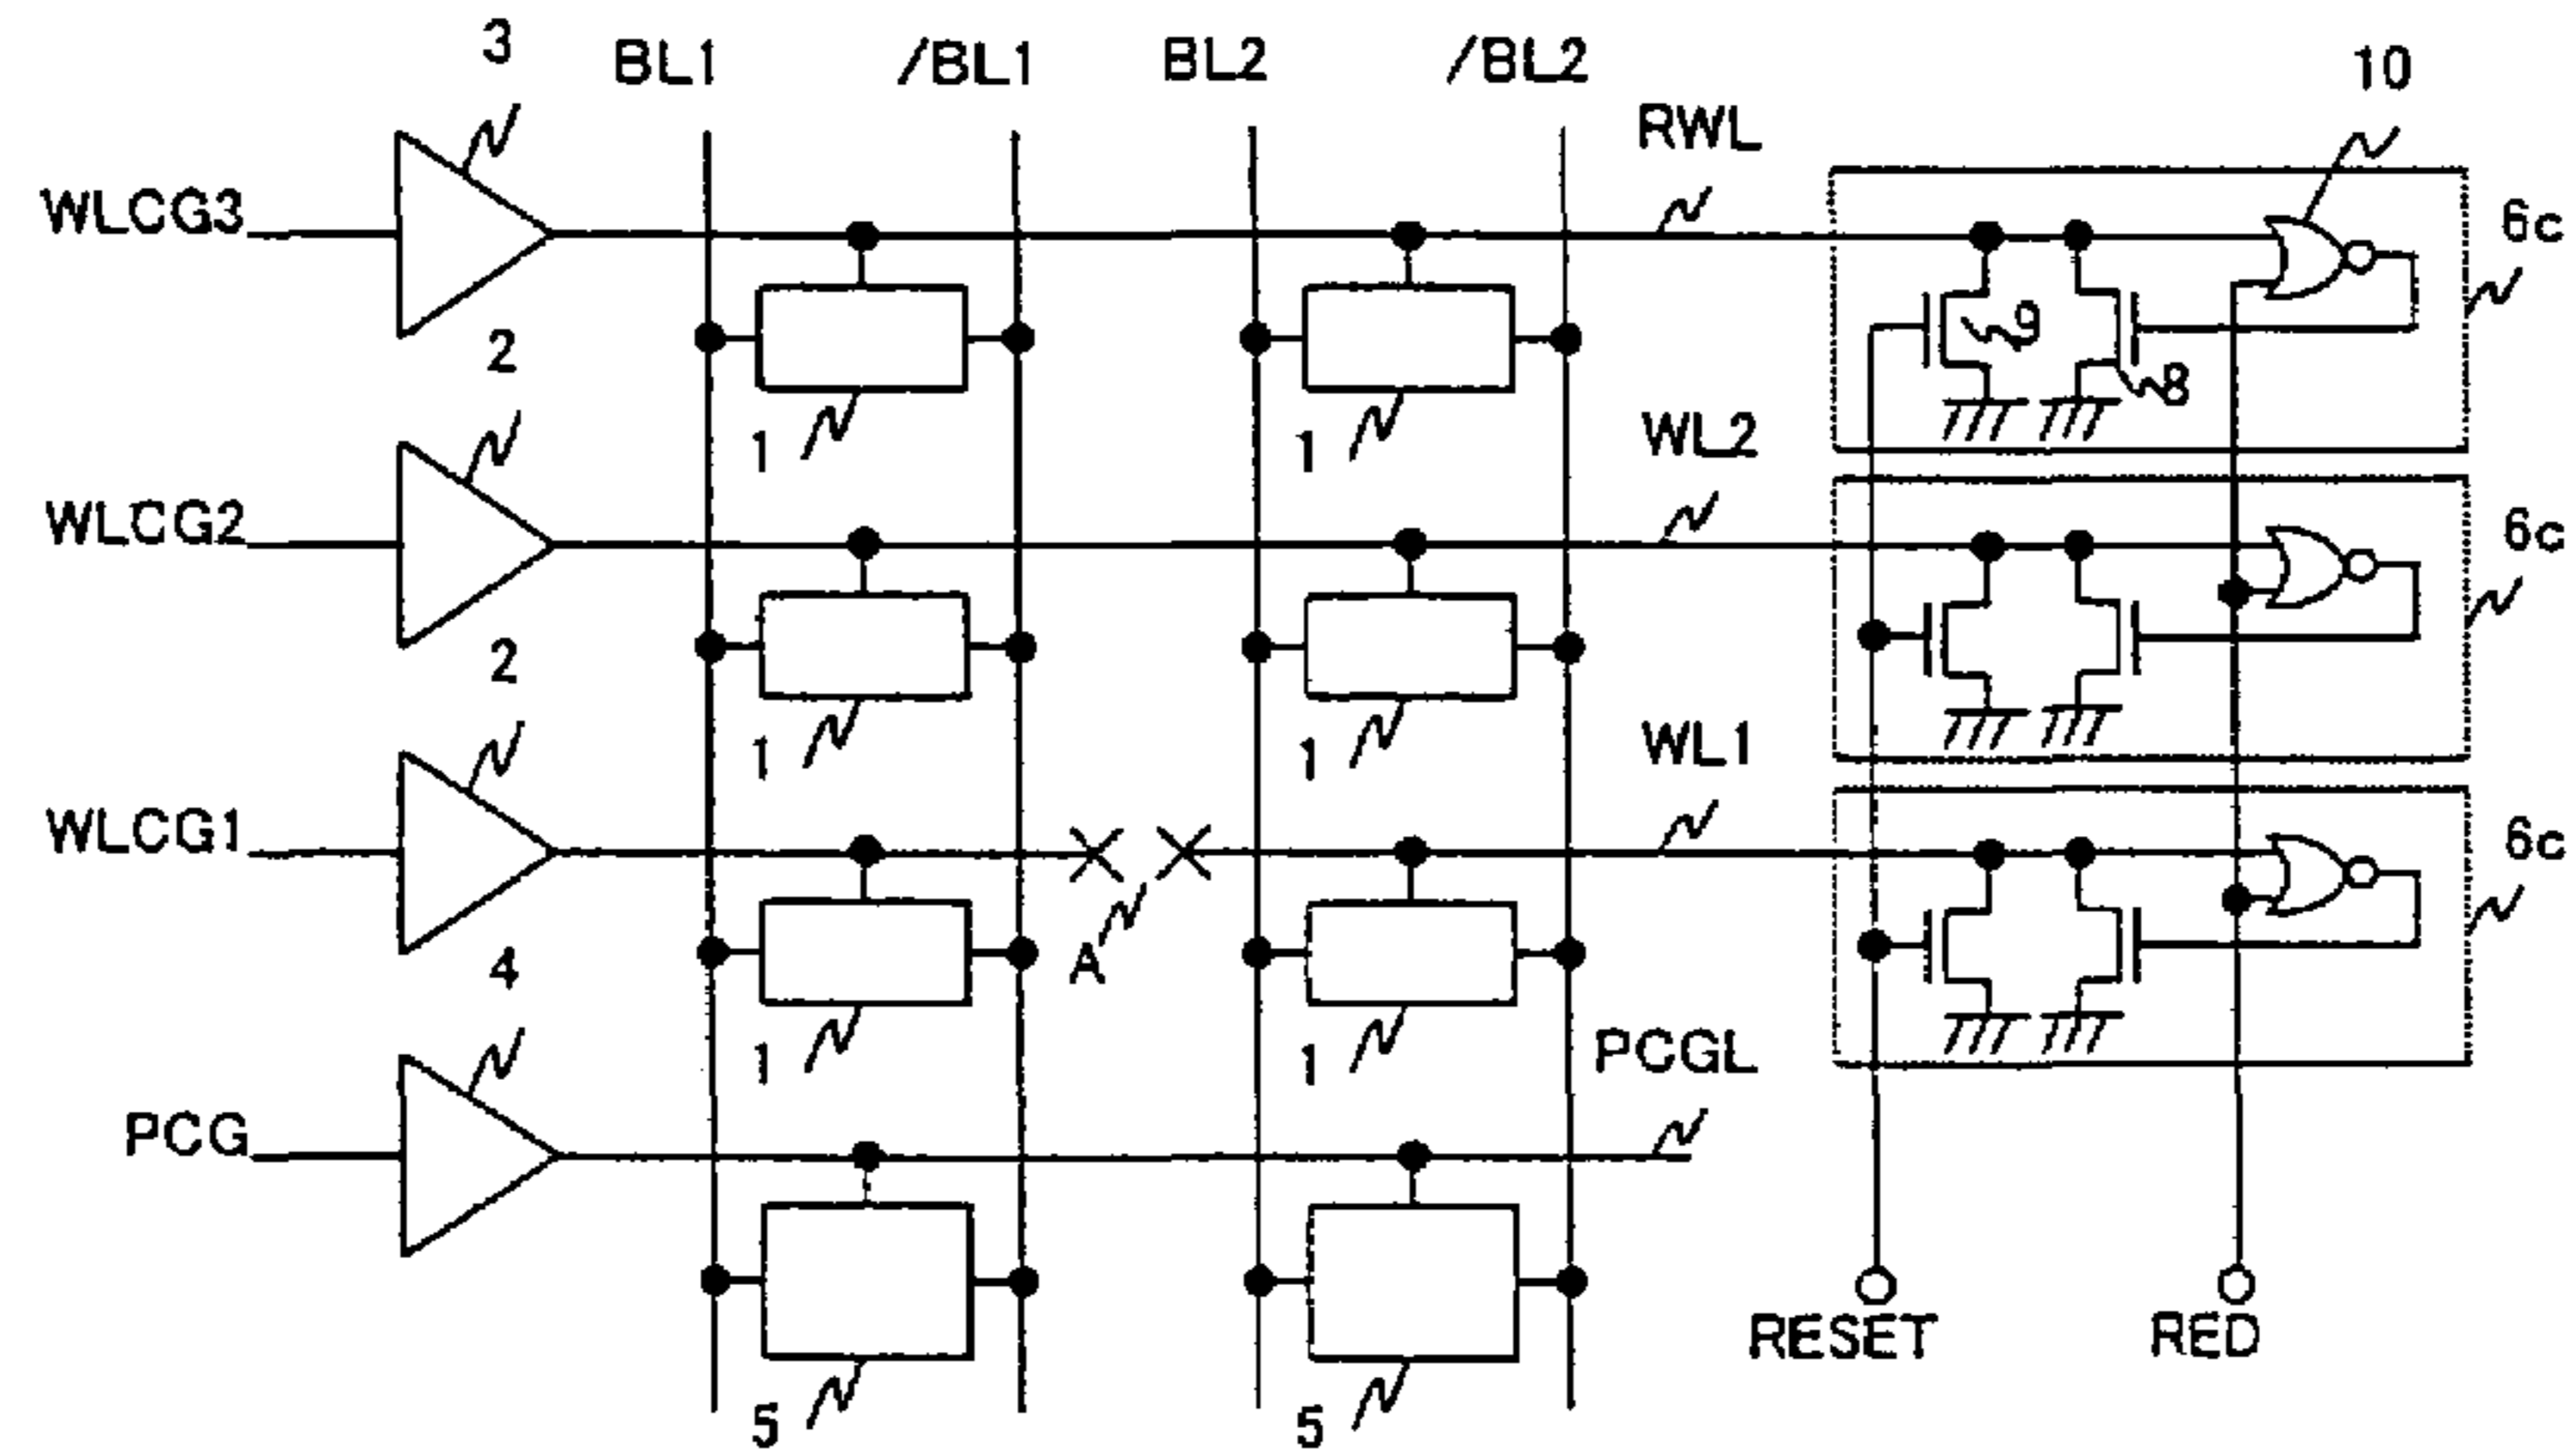 3 BL1 /BL1 BL2 /BL2 10
RWL
WLCG3 6c
9
2 8
1 1 WL2
WLCG2 6c
2
1 1 WL1
WLCG1 6c
A
4
1 1 PCGL
PCG
RESET RED
5 5